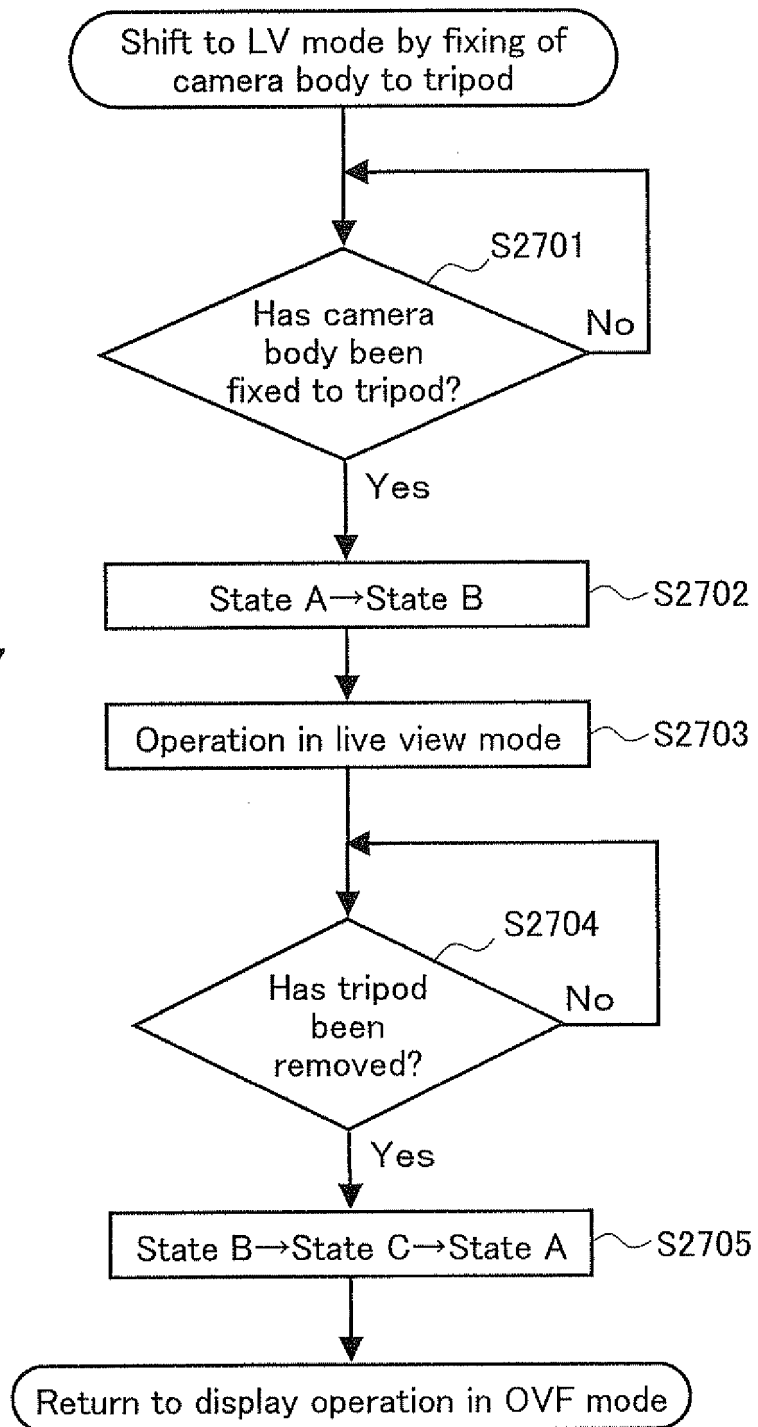 Shift to LV mode by fixing of
camera body to tripod
S2701
Has camera
body been
fixed to tripod?
No
Yes
State A→State B
S2702
Operation in live view mode
S2703
S2704
Has tripod
been
removed?
No
Yes
State B→State C→State A
S2705
Return to display operation in OVF mode